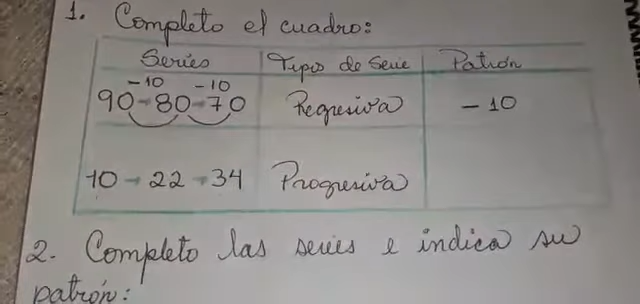 1. Completo el cuadro:
Series Tipo de Serie Patrón
-10 -10
90-80-70 Regresiva -10
10-22-34 Progresiva
2. Completo las series e indica su
patrón: